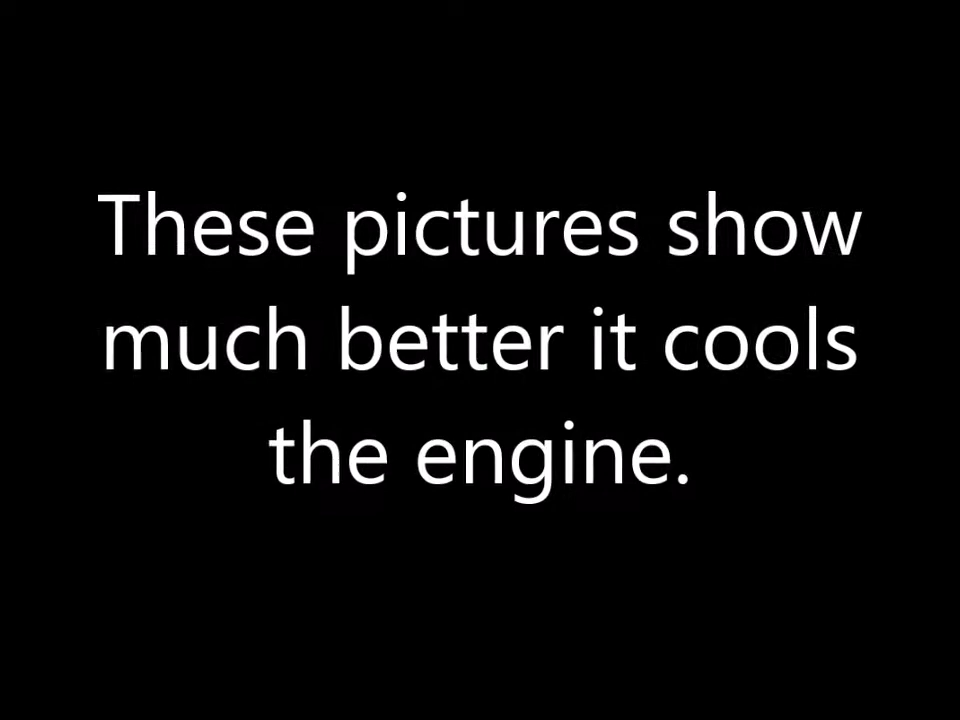 These pictures show
much better it cools
the engine.